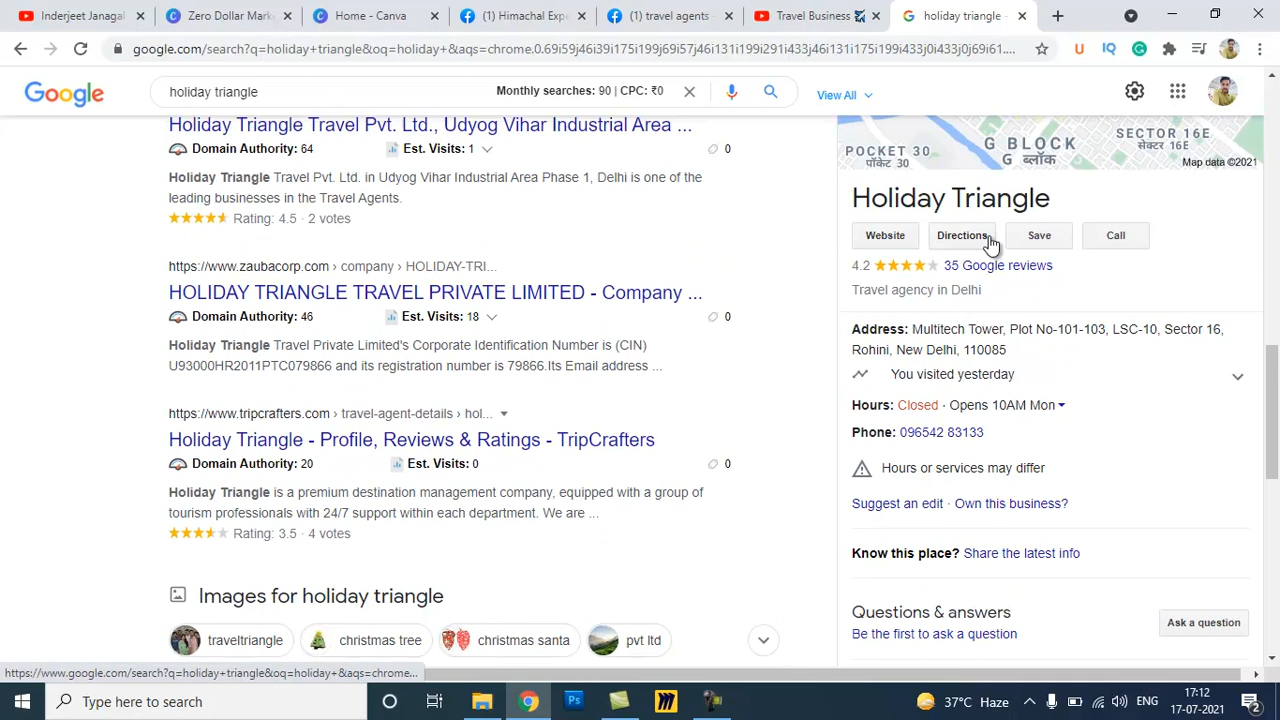 Inderjeet Janagal
Zero Dollar Mark
Home - Canva
(1) Himachal Expe
(1) travel agents -
Travel Business
holiday triangle -
google.com/search?q=holiday+triangle&oq=holiday+&aqs=chrome.0.69i59j46i39i175i199j69i57j46i131i175i199i291i433j46i131i175i199i433j0i433j0j69i61....
Google
holiday triangle
Monthly searches: 90 | CPC: ₹0
View All
Holiday Triangle Travel Pvt. Ltd., Udyog Vihar Industrial Area ...
Domain Authority: 64
Est. Visits: 1
0
Holiday Triangle Travel Pvt. Ltd. in Udyog Vihar Industrial Area Phase 1, Delhi is one of the
leading businesses in the Travel Agents.
Rating: 4.5 · 2 votes
https://www.zaubacorp.com › company › HOLIDAY-TRI...
HOLIDAY TRIANGLE TRAVEL PRIVATE LIMITED - Company ...
Domain Authority: 46
Est. Visits: 18
0
Holiday Triangle Travel Private Limited's Corporate Identification Number is (CIN)
U93000HR2011PTC079866 and its registration number is 79866.Its Email address ...
https://www.tripcrafters.com › travel-agent-details › hol...
Holiday Triangle - Profile, Reviews & Ratings - TripCrafters
Domain Authority: 20
Est. Visits: 0
0
Holiday Triangle is a premium destination management company, equipped with a group of
tourism professionals with 24/7 support within each department. We are ...
Rating: 3.5 · 4 votes
Images for holiday triangle
traveltriangle
christmas tree
christmas santa
pvt ltd
POCKET 30
पॉकेट 30
G BLOCK
G ब्लॉक
SECTOR 16E
सेक्टर 16E
Map data ©2021
Holiday Triangle
Website
Directions
Save
Call
4.2
35 Google reviews
Travel agency in Delhi
Address: Multitech Tower, Plot No-101-103, LSC-10, Sector 16,
Rohini, New Delhi, 110085
You visited yesterday
Hours: Closed · Opens 10AM Mon
Phone: 096542 83133
Hours or services may differ
Suggest an edit · Own this business?
Know this place? Share the latest info
Questions & answers
Be the first to ask a question
Ask a question
https://www.google.com/search?q=holiday+triangle&oq=holiday+&aqs=chrome...
Type here to search
Ps
37°C Haze
ENG
17:12
17-07-2021
2